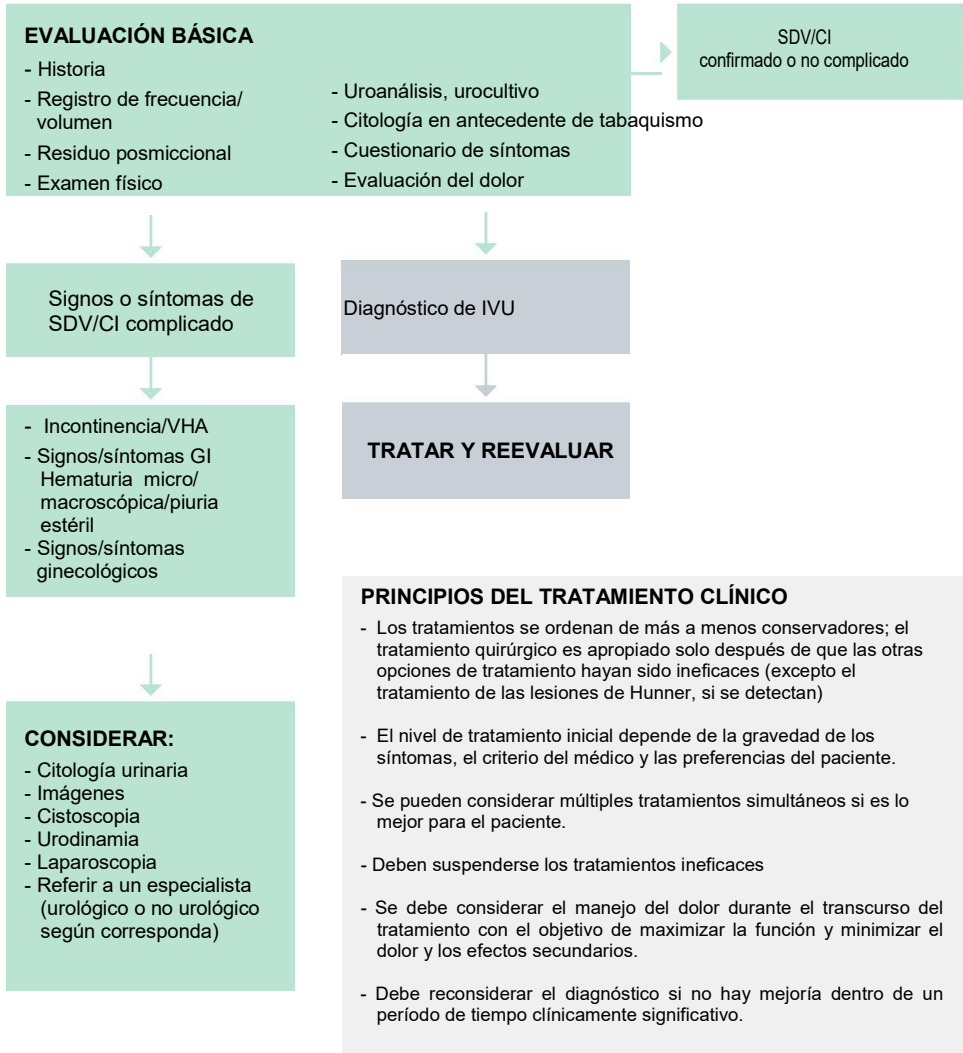 EVALUACIÓN BÁSICA
- Historia
- Registro de frecuencia/
volumen
- Residuo posmiccional
- Examen físico
- Uroanálisis, urocultivo
- Citología en antecedente de tabaquismo
- Cuestionario de síntomas
- Evaluación del dolor
SDV/CI
confirmado o no complicado
Signos o síntomas de
SDV/CI complicado
Diagnóstico de IVU
- Incontinencia/VHA
- Signos/síntomas GI
Hematuria micro/
macroscópica/piuria
estéril
- Signos/síntomas
ginecológicos
TRATAR Y REEVALUAR
CONSIDERAR:
- Citología urinaria
- Imágenes
- Cistoscopia
- Urodinamia
- Laparoscopia
- Referir a un especialista
(urológico o no urológico
según corresponda)
PRINCIPIOS DEL TRATAMIENTO CLÍNICO
- Los tratamientos se ordenan de más a menos conservadores; el
tratamiento quirúrgico es apropiado solo después de que las otras
opciones de tratamiento hayan sido ineficaces (excepto el
tratamiento de las lesiones de Hunner, si se detectan)
- El nivel de tratamiento inicial depende de la gravedad de los
síntomas, el criterio del médico y las preferencias del paciente.
- Se pueden considerar múltiples tratamientos simultáneos si es lo
mejor para el paciente.
- Deben suspenderse los tratamientos ineficaces
- Se debe considerar el manejo del dolor durante el transcurso del
tratamiento con el objetivo de maximizar la función y minimizar el
dolor y los efectos secundarios.
- Debe reconsiderar el diagnóstico si no hay mejoría dentro de un
período de tiempo clínicamente significativo.